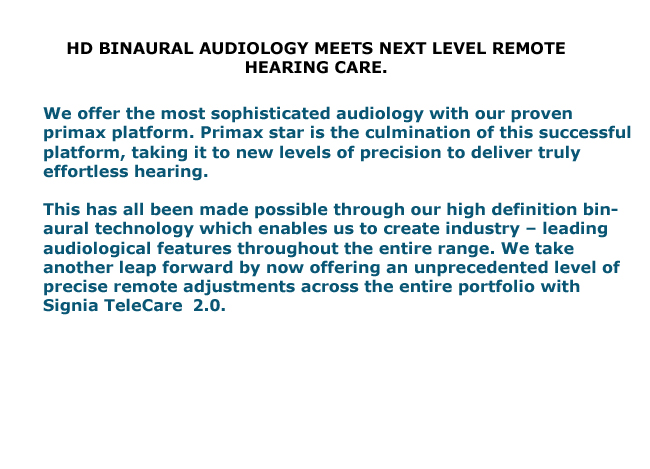 HD BINAURAL AUDIOLOGY MEETS NEXT LEVEL REMOTE
HEARING CARE.
We offer the most sophisticated audiology with our proven
primax platform. Primax star is the culmination of this successful
platform, taking it to new levels of precision to deliver truly
effortless hearing.
This has all been made possible through our high definition bin-
aural technology which enables us to create industry – leading
audiological features throughout the entire range. We take
another leap forward by now offering an unprecedented level of
precise remote adjustments across the entire portfolio with
Signia TeleCare  2.0.